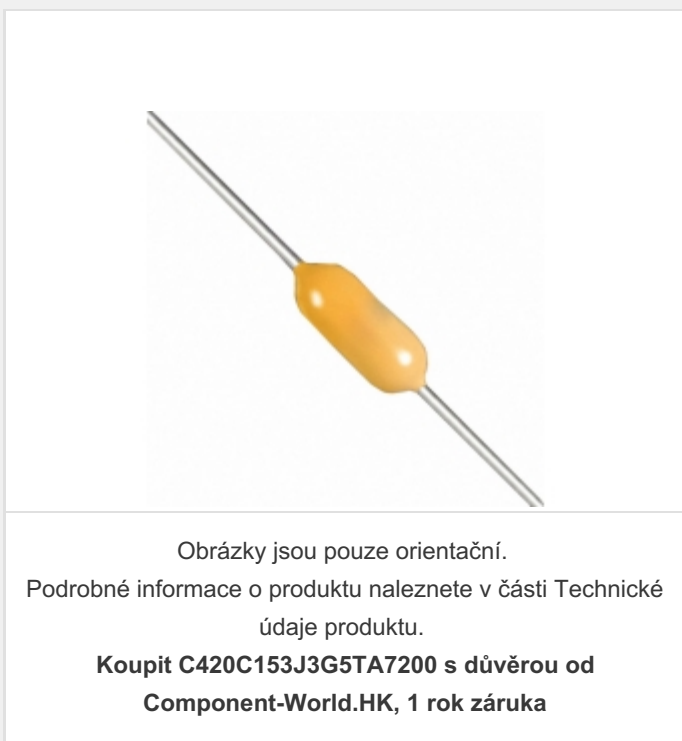 Obrázky jsou pouze orientační.
Podrobné informace o produktu naleznete v části Technické
údaje produktu.
Koupit C420C153J3G5TA7200 s důvěrou od
Component-World.HK, 1 rok záruka